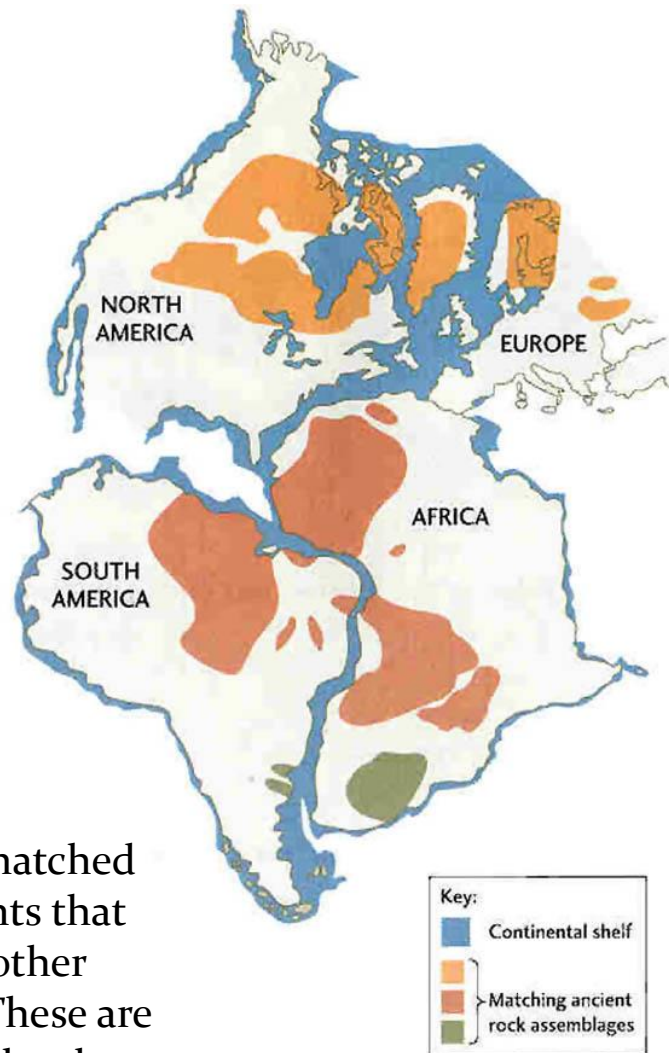 NORTH
AMERICA
EUROPE
AFRICA
SOUTH
AMERICA
natched
nts that
other
These are
Key:
Continental shelf
Matching ancient
rock assemblages